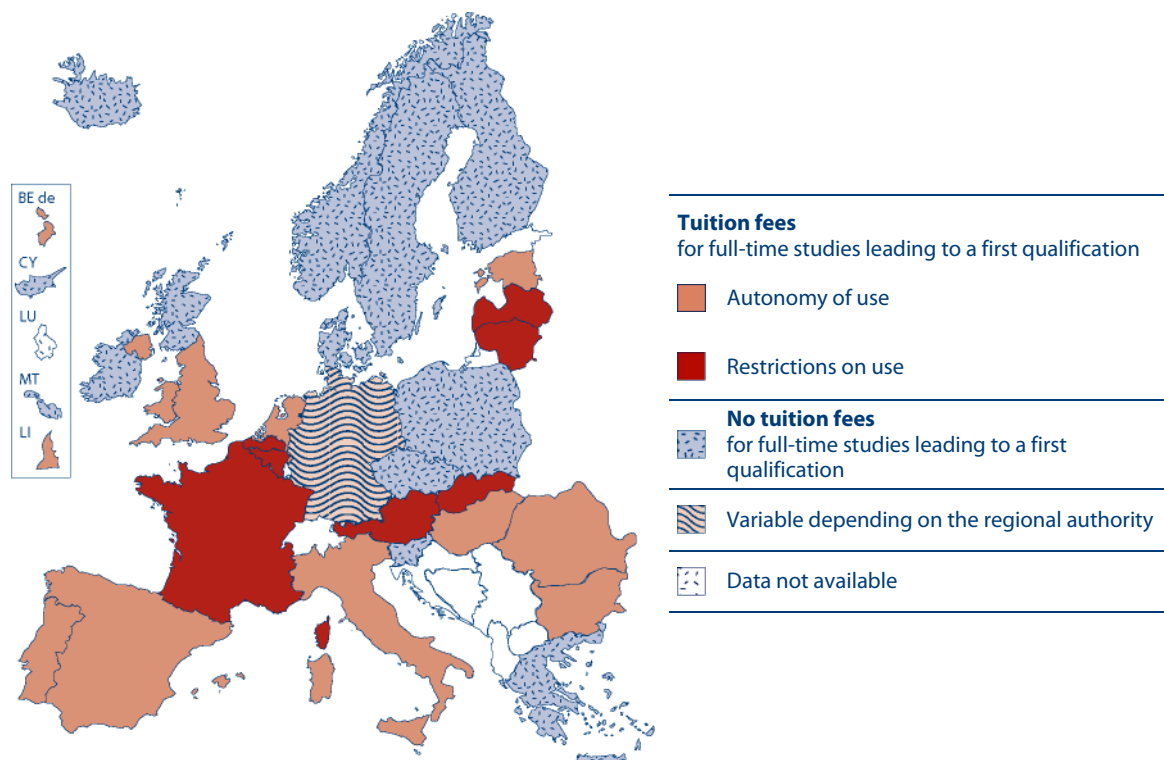 BE de
CY
LU
MT
LI
Tuition fees
for full-time studies leading to a first qualification
Autonomy of use
Restrictions on use
No tuition fees
for full-time studies leading to a first
qualification
Variable depending on the regional authority
Data not available